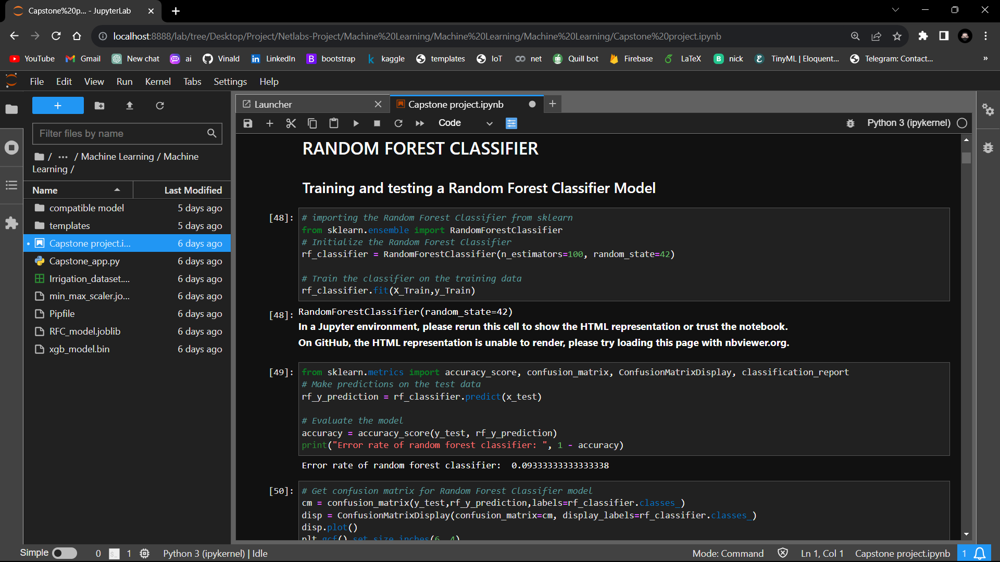 Capstone%20p... - JupyterLab
localhost:8888/lab/tree/Desktop/Project/Netlabs-Project/Machine%20Learning/Machine%20Learning/Machine%20Learning/Capstone%20project.ipynb
YouTube Gmail New chat ai Vinald LinkedIn bootstrap kaggle templates IoT net Quill bot Firebase LaTeX nick TinyML | Eloquent... Telegram: Contact... »
File Edit View Run Kernel Tabs Settings Help
Launcher
Capstone project.ipynb
Code
Python 3 (ipykernel)
Filter files by name
/ ··· / Machine Learning / Machine
Learning /
Name Last Modified
compatible model 5 days ago
templates 5 days ago
Capstone project.i... 6 days ago
Capstone_app.py 6 days ago
Irrigation_dataset.... 6 days ago
min_max_scaler.jo... 6 days ago
Pipfile 6 days ago
RFC_model.joblib 6 days ago
xgb_model.bin 6 days ago
RANDOM FOREST CLASSIFIER
Training and testing a Random Forest Classifier Model
[48]: # importing the Random Forest Classifier from sklearn
from sklearn.ensemble import RandomForestClassifier
# Initialize the Random Forest Classifier
rf_classifier = RandomForestClassifier(n_estimators=100, random_state=42)
# Train the classifier on the training data
rf_classifier.fit(X_Train,y_Train)
[48]: RandomForestClassifier(random_state=42)
In a Jupyter environment, please rerun this cell to show the HTML representation or trust the notebook.
On GitHub, the HTML representation is unable to render, please try loading this page with nbviewer.org.
[49]: from sklearn.metrics import accuracy_score, confusion_matrix, ConfusionMatrixDisplay, classification_report
# Make predictions on the test data
rf_y_prediction = rf_classifier.predict(x_test)
# Evaluate the model
accuracy = accuracy_score(y_test, rf_y_prediction)
print("Error rate of random forest classifier: ", 1 - accuracy)
Error rate of random forest classifier:  0.09333333333333338
[50]: # Get confusion matrix for Random Forest Classifier model
cm = confusion_matrix(y_test,rf_y_prediction,labels=rf_classifier.classes_)
disp = ConfusionMatrixDisplay(confusion_matrix=cm, display_labels=rf_classifier.classes_)
disp.plot()
plt.gcf().set_size_inches(6, 4)
Simple 0 1 Python 3 (ipykernel) | Idle Mode: Command Ln 1, Col 1 Capstone project.ipynb 1